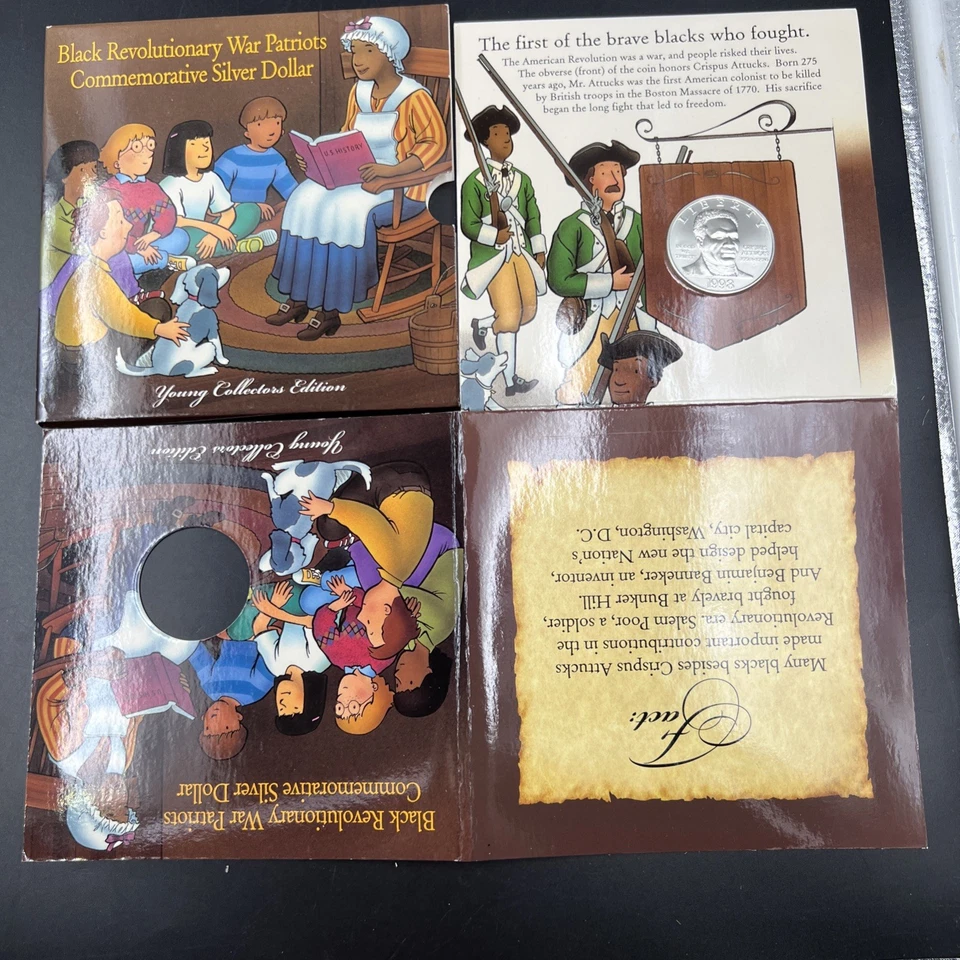 Black Revolutionary War Patriots
Commemorative Silver Dollar
U.S. HISTORY
Young Collectors Edition
The first of the brave blacks who fought.
The American Revolution was a war, and people risked their lives.
The obverse (front) of the coin honors Crispus Attucks. Born 275
years ago, Mr. Attucks was the first American colonist to be killed
by British troops in the Boston Massacre of 1770. His sacrifice
began the long fight that led to freedom.
LIBERTY
1998
Black Revolutionary War Patriots
Commemorative Silver Dollar
Young Collectors Edition
Fact:
Many blacks besides Crispus Attucks
made important contributions in the
Revolutionary era. Salem Poor, a soldier,
fought bravely at Bunker Hill.
And Benjamin Banneker, an inventor,
helped design the new Nation's
capital city, Washington, D.C.